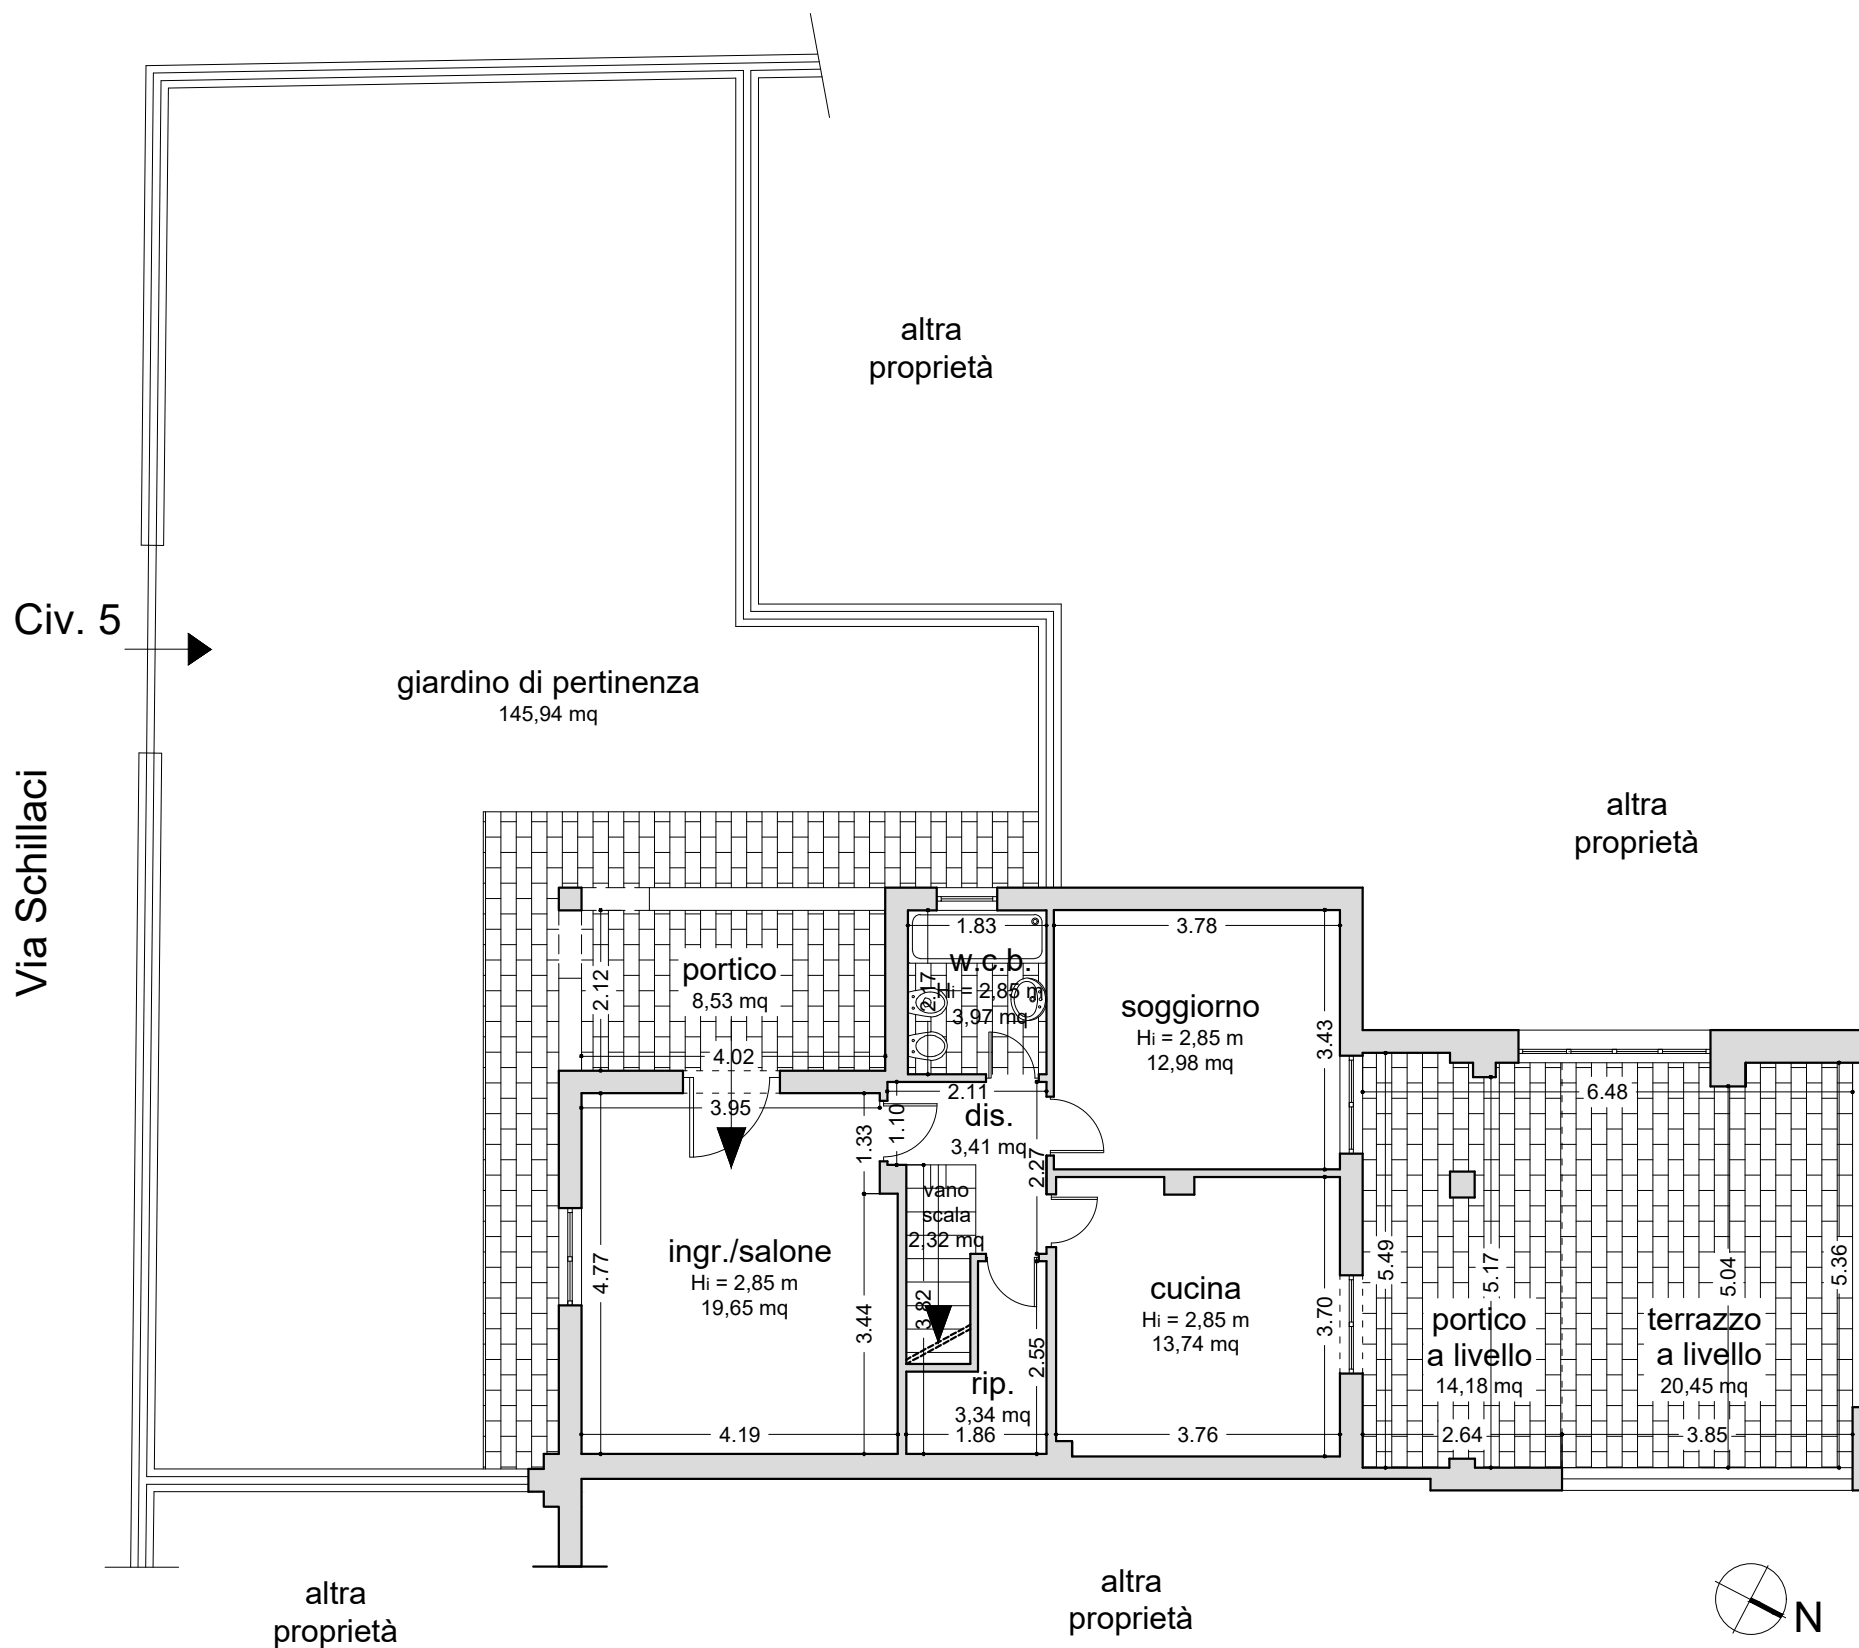 altra
proprietà
Civ. 5
giardino di pertinenza
145,94 mq
Via Schillaci
altra
proprietà
portico
8,53 mq
2.12
4.02
1.83
w.c.b.
Hi = 2,85 m
3,97 mq
2.17
3.78
soggiorno
Hi = 2,85 m
12,98 mq
3.43
3.95
1.33
1.10
2.11
dis.
3,41 mq
2.27
6.48
vano
scala
2,32 mq
3.82
ingr./salone
Hi = 2,85 m
19,65 mq
4.77
3.44
4.19
rip.
3,34 mq
1.86
2.55
cucina
Hi = 2,85 m
13,74 mq
3.70
3.76
5.49
5.17
portico
a livello
14,18 mq
2.64
5.04
5.36
terrazzo
a livello
20,45 mq
3.85
altra
proprietà
altra
proprietà
N